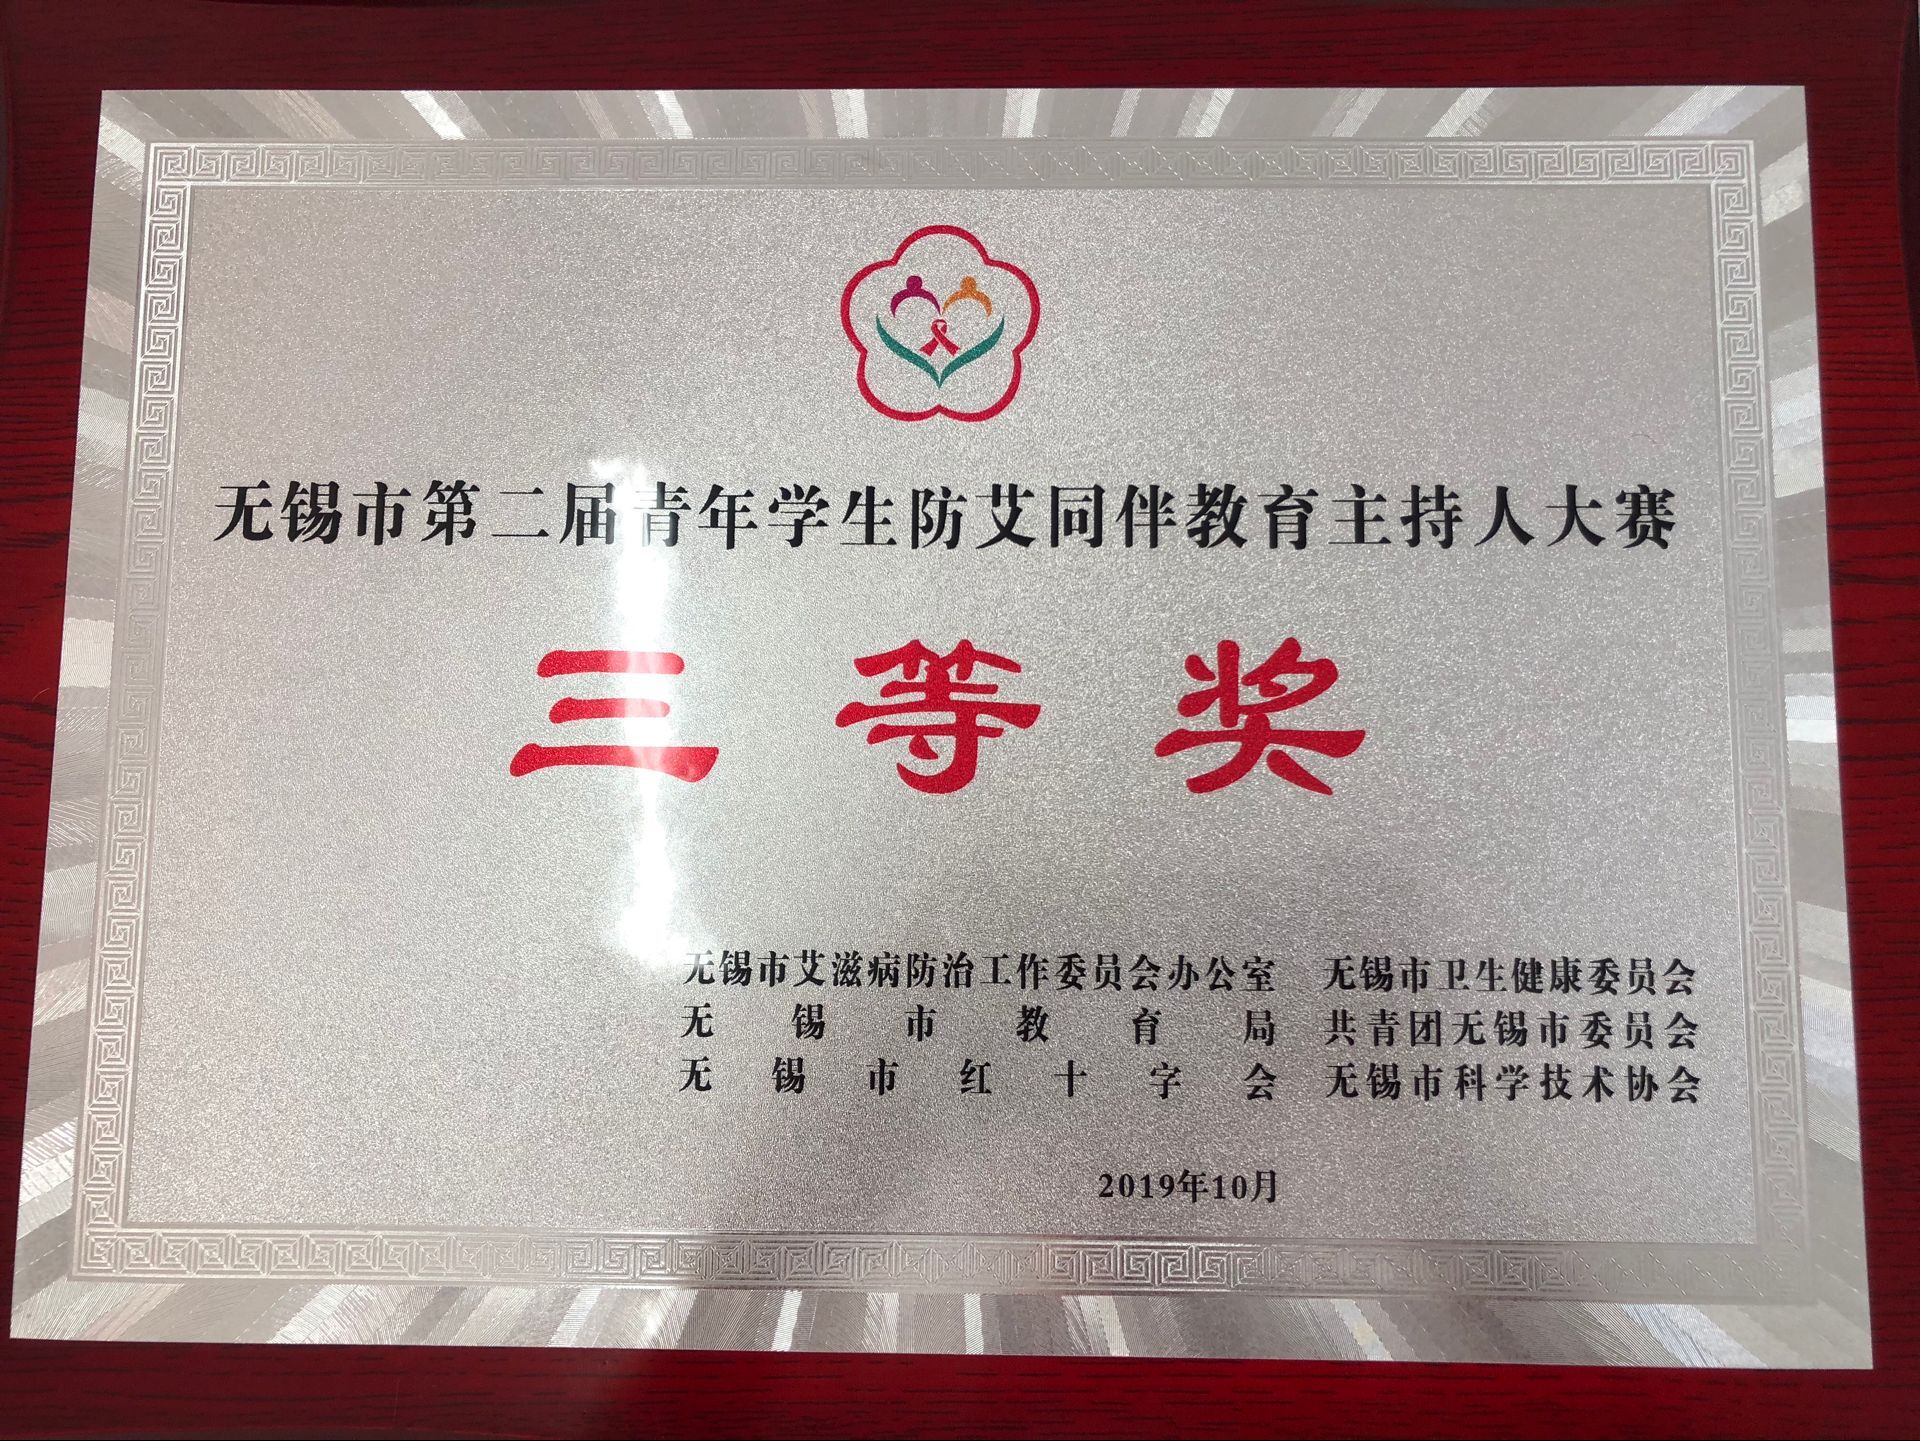 无锡市第二届青年学生防艾同伴教育主持人大赛
三等奖
无锡市艾滋病防治工作委员会办公室 无锡市卫生健康委员会
无锡市教育局 共青团无锡市委员会
无锡市红十字会 无锡市科学技术协会
2019年10月